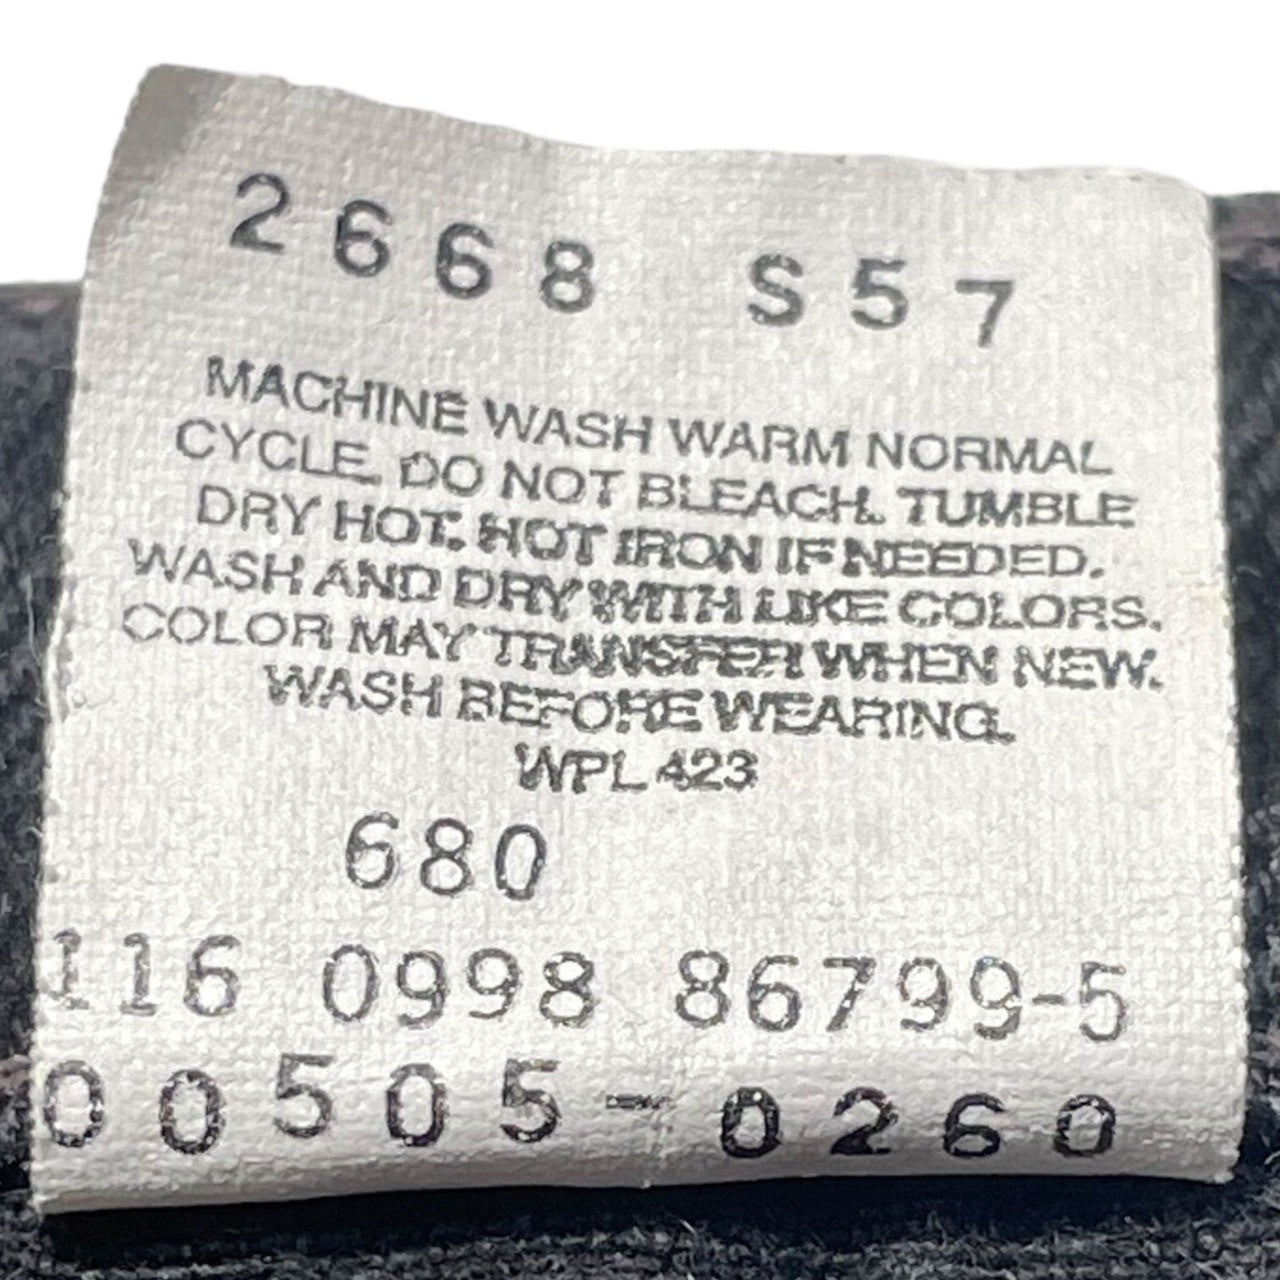 2668 S57
MACHINE WASH WARM NORMAL
CYCLE. DO NOT BLEACH. TUMBLE
DRY HOT. HOT IRON IF NEEDED.
WASH AND DRY WITH LIKE COLORS.
COLOR MAY TRANSFER WHEN NEW.
WASH BEFORE WEARING.
WPL 423
680
116 0998 86799-5
00505-0260